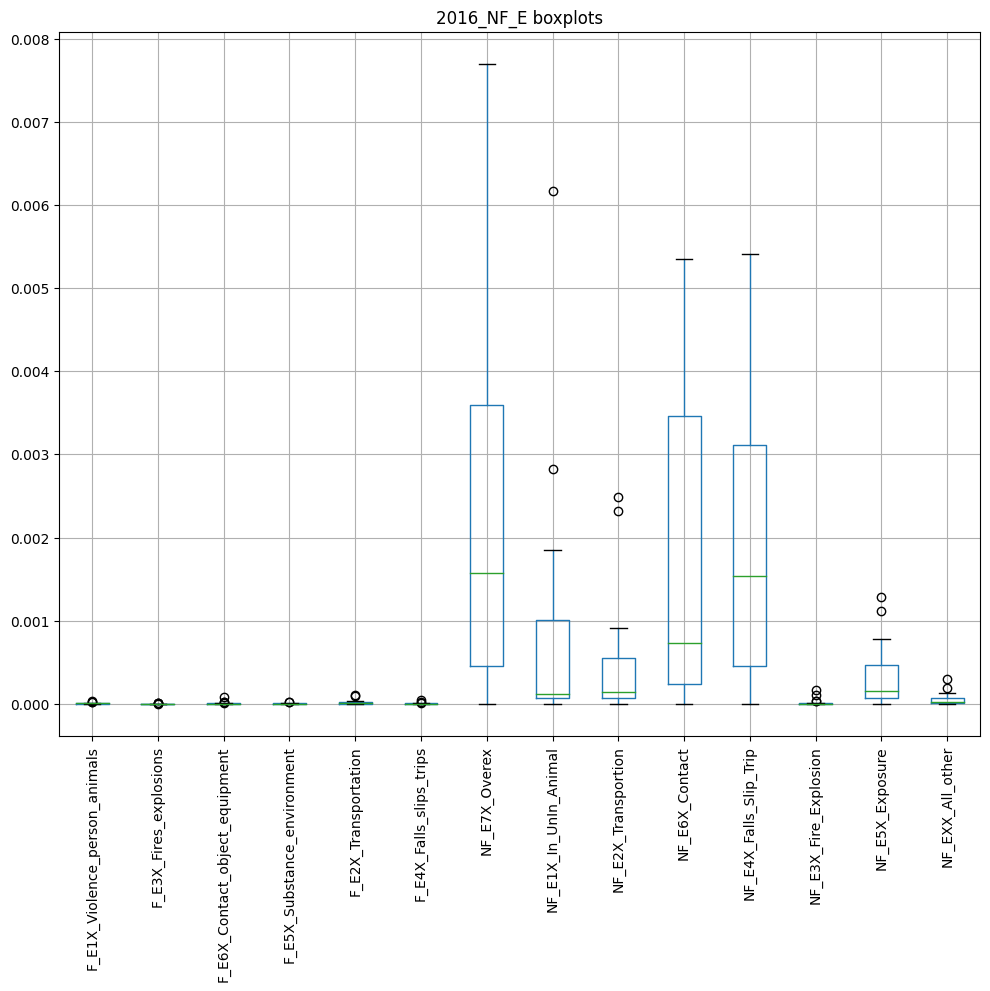 2016_NF_E boxplots
0.008
0.007
0.006
0.005
0.004
0.003
0.002
0.001
0.000
F_E1X_Violence_person_animals
F_E3X_Fires_explosions
F_E6X_Contact_object_equipment
F_E5X_Substance_environment
F_E2X_Transportation
F_E4X_Falls_slips_trips
NF_E7X_Overex
NF_E1X_In_UnIn_Animal
NF_E2X_Transportion
NF_E6X_Contact
NF_E4X_Falls_Slip_Trip
NF_E3X_Fire_Explosion
NF_E5X_Exposure
NF_EXX_All_other